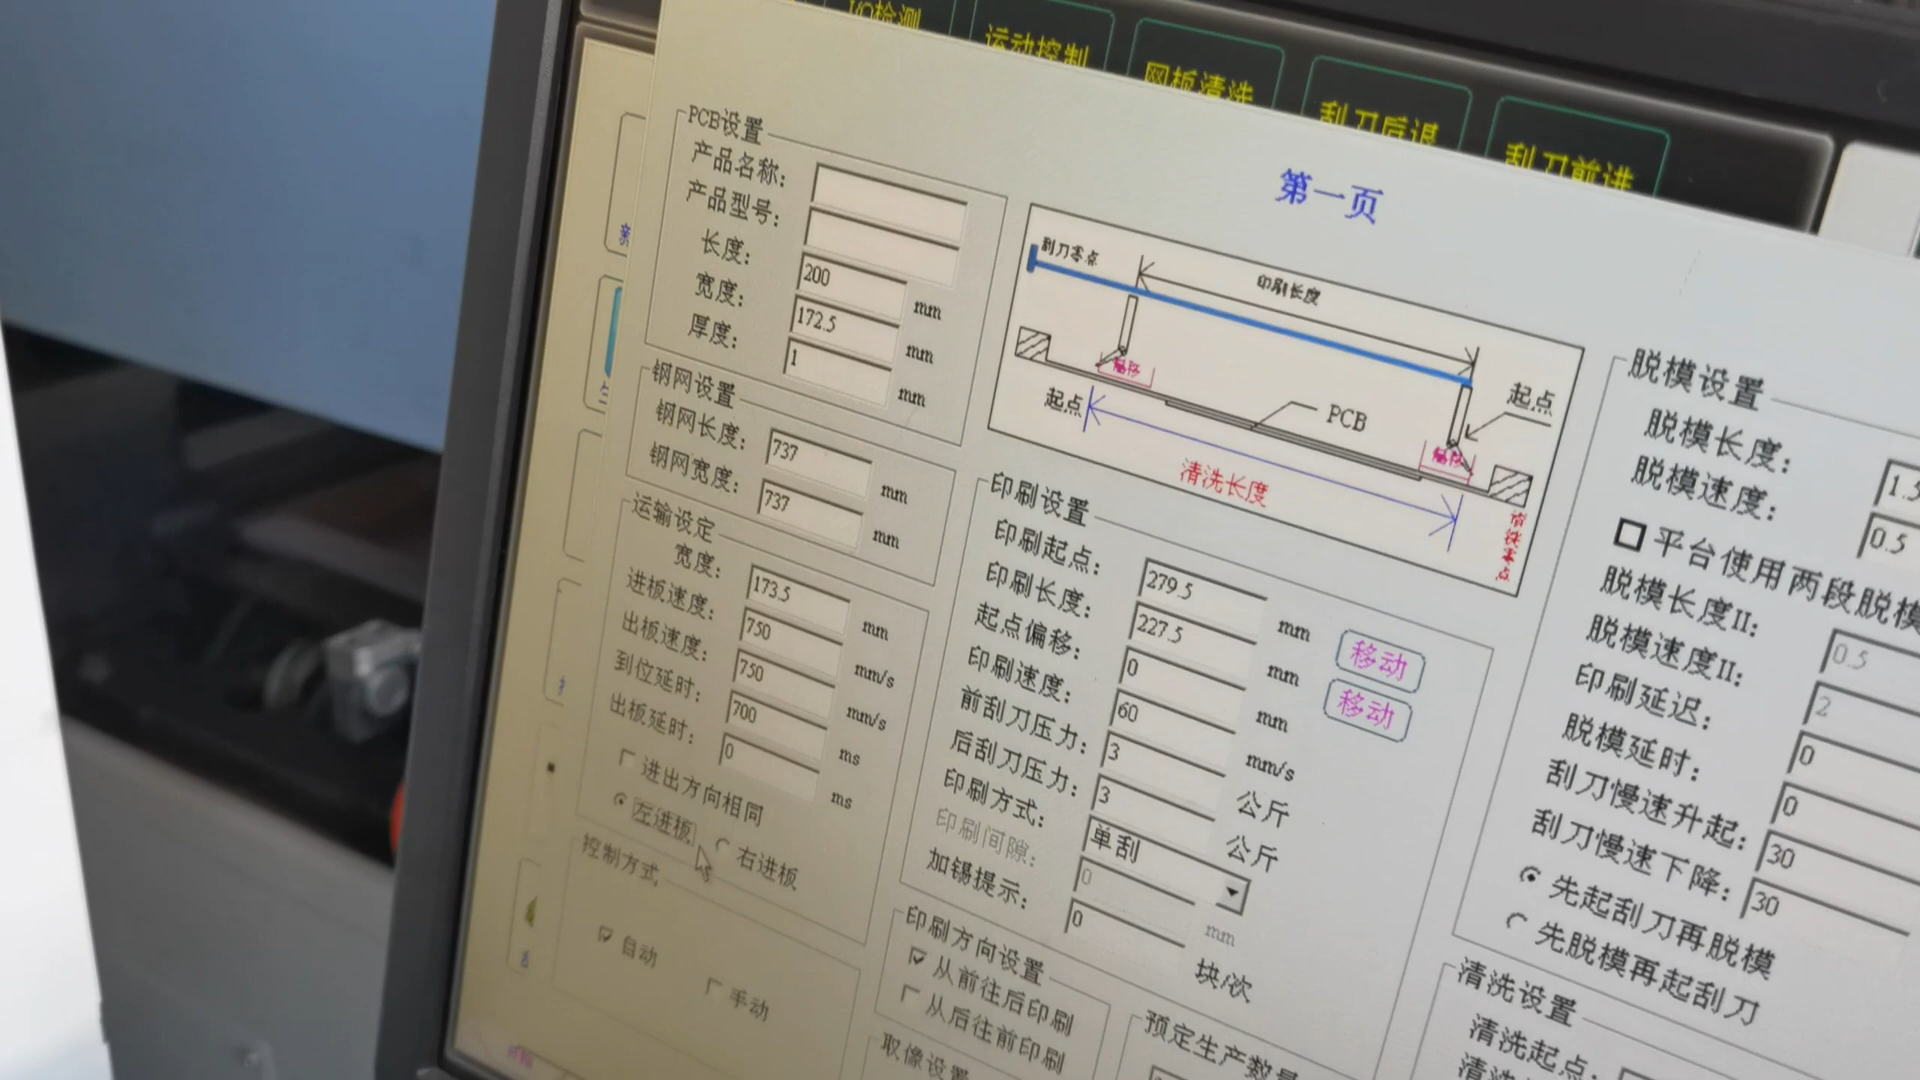 I/O检测
运动控制
网板清洗
刮刀后退
刮刀前进
第一页
PCB设置
产品名称:
产品型号:
长度: 200 mm
宽度: 172.5 mm
厚度: 1 mm
钢网设置
钢网长度: 737 mm
钢网宽度: 737 mm
运输设定
宽度: 173.5 mm
进板速度: 750 mm/s
出板速度: 750 mm/s
到位延时: 700 ms
出板延时: 0 ms
进出方向相同
左进板
右进板
控制方式
自动
手动
刮刀零点
印刷长度
偏移
起点
PCB
起点
偏移
清洗长度
清洗零点
印刷设置
印刷起点: 279.5 mm 移动
印刷长度: 227.5 mm 移动
起点偏移: 0 mm
印刷速度: 60 mm/s
前刮刀压力: 3 公斤
后刮刀压力: 3 公斤
印刷方式: 单刮
印刷间隙: 0 mm
加锡提示: 0 块/次
印刷方向设置
从前往后印刷
从后往前印刷
取像设置
预定生产数量
脱模设置
脱模长度: 1.5
脱模速度: 0.5
平台使用两段脱模
脱模长度II: 0.5
脱模速度II: 2
印刷延迟: 0
脱模延时: 0
刮刀慢速升起: 30
刮刀慢速下降: 30
先起刮刀再脱模
先脱模再起刮刀
清洗设置
清洗起点:
清洗